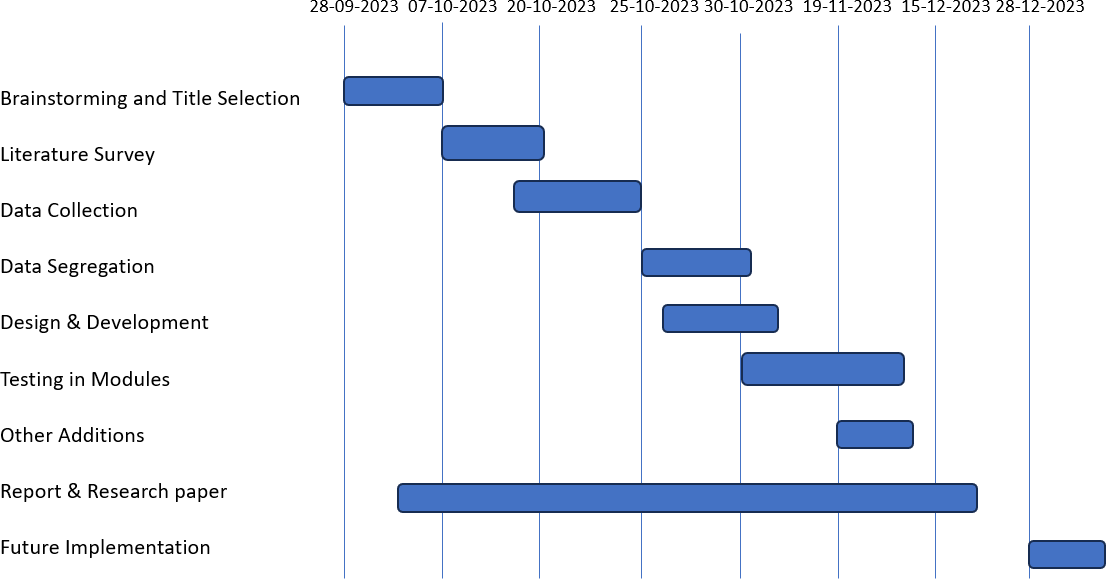 28-09-2023 07-10-2023 20-10-2023 25-10-2023 30-10-2023 19-11-2023 15-12-2023 28-12-2023
Brainstorming and Title Selection
Literature Survey
Data Collection
Data Segregation
Design & Development
Testing in Modules
Other Additions
Report & Research paper
Future Implementation